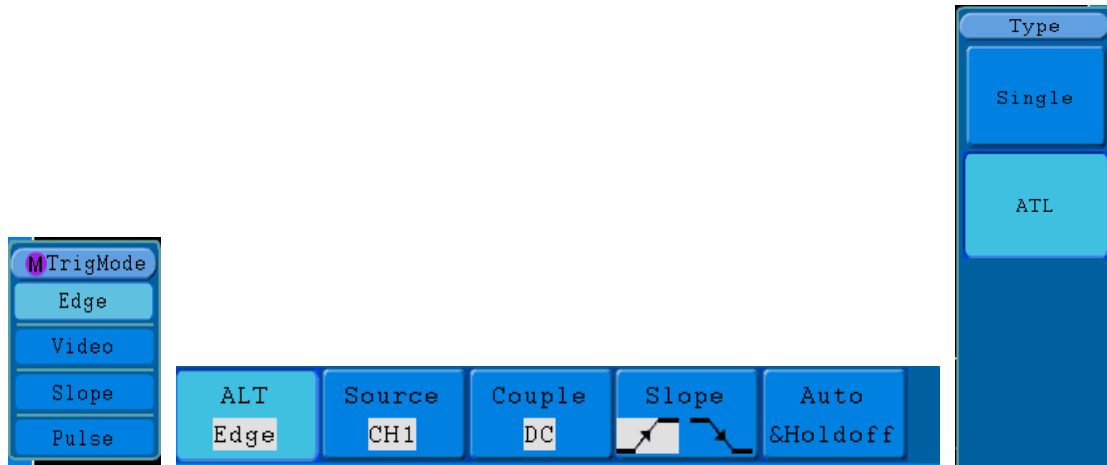 MTrigMode
Edge
Video
Slope
Pulse
ALT
Edge
Source
CH1
Couple
DC
Slope
Auto
&Holdoff
Type
Single
ATL